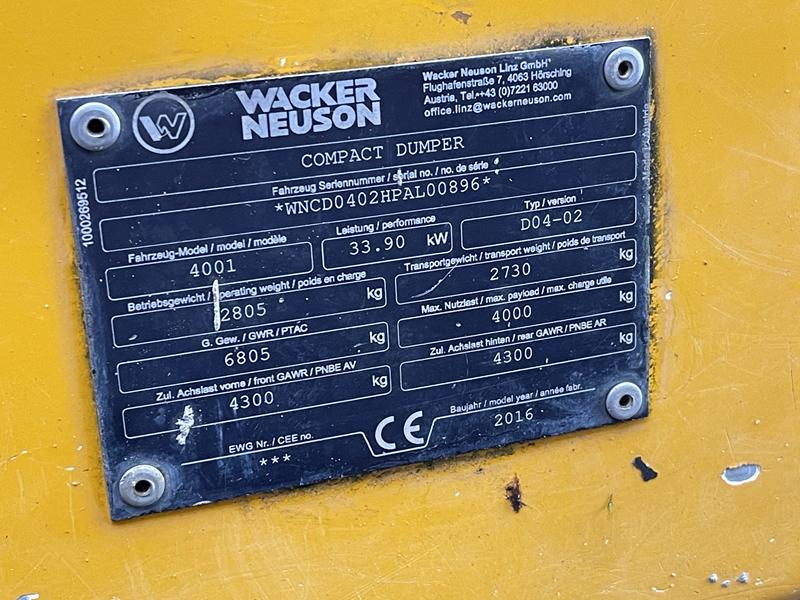 WACKER
NEUSON
Wacker Neuson Linz GmbH
Flughafenstraße 7, 4063 Hörsching
Austria, Tel.++43 (0)7221 63000
office.linz@wackerneuson.com
COMPACT DUMPER
Fahrzeug Seriennummer / serial no. / no. de série
*WNCD0402HPAL00896*
Fahrzeug-Model / model / modèle
4001
Leistung / performance
33.90 kW
Typ / version
D04-02
Betriebsgewicht / operating weight / poids en charge
2805 kg
Transportgewicht / transport weight / poids de transport
2730 kg
G. Gew. / GWR / PTAC
6805 kg
Max. Nutzlast / max. payload / max. charge utile
4000 kg
Zul. Achslast vorne / front GAWR / PNBE AV
4300 kg
Zul. Achslast hinten / rear GAWR / PNBE AR
4300 kg
EWG Nr. / CEE no.
***
CE
Baujahr / model year / année fabr.
2016
1000269512
Made in Austria